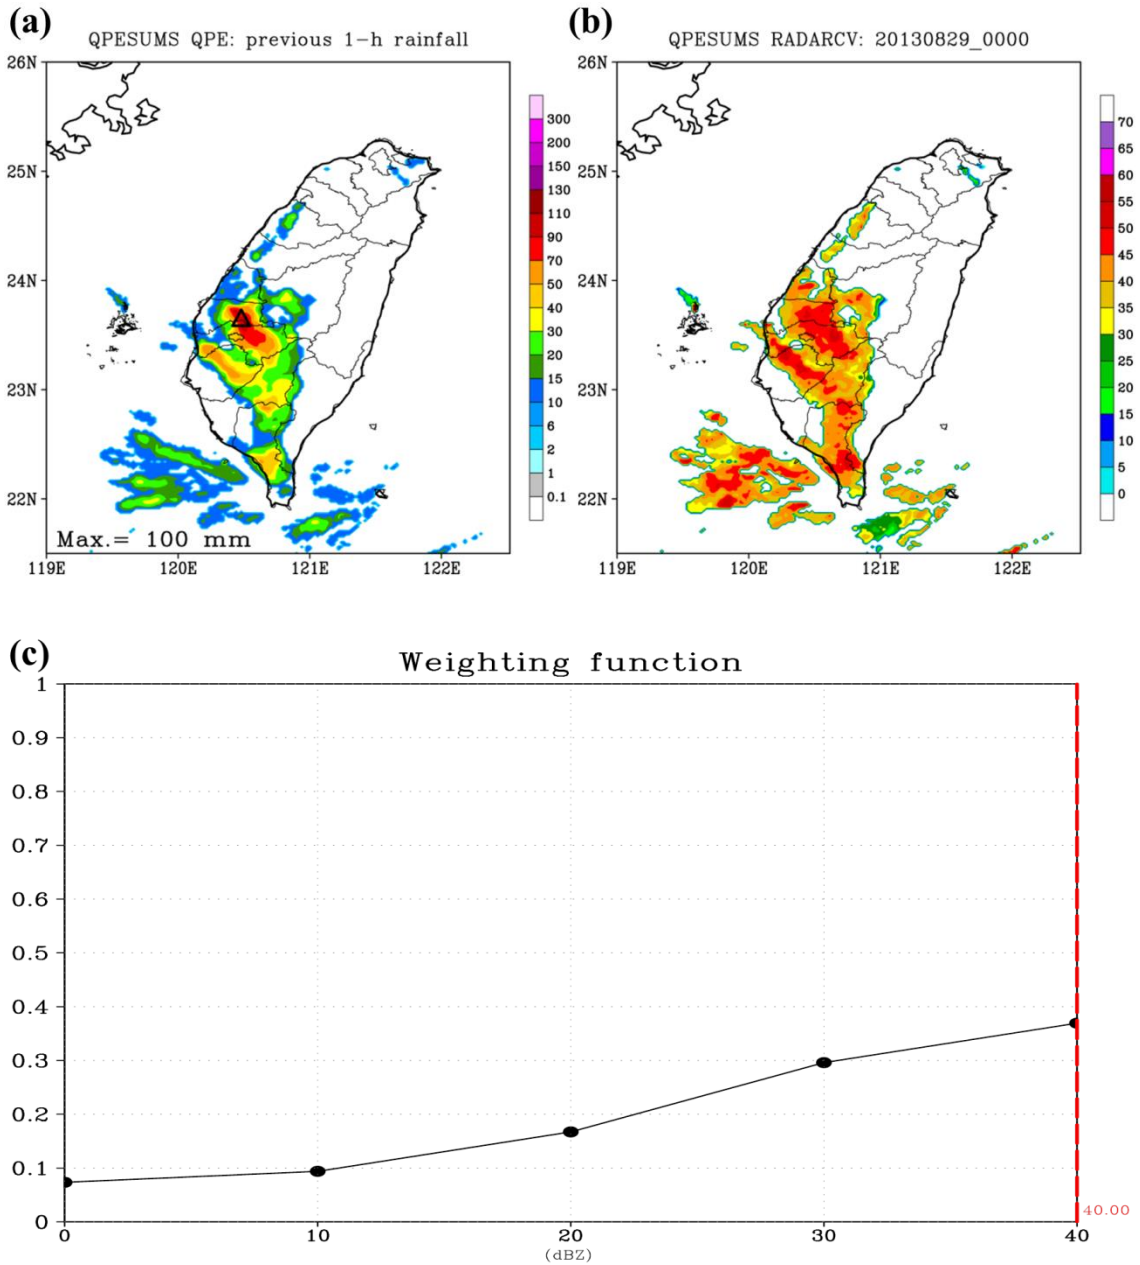 (a)
QPESUMS QPE: previous 1-h rainfall
26N
25N
24N
23N
22N
119E
120E
121E
122E
Max.= 100 mm
300
200
150
130
110
90
70
50
40
30
20
15
10
6
2
1
0.1
(b)
QPESUMS RADARCV: 20130829_0000
26N
25N
24N
23N
22N
119E
120E
121E
122E
70
65
60
55
50
45
40
35
30
25
20
15
10
5
0
(c)
Weighting function
1
0.9
0.8
0.7
0.6
0.5
0.4
0.3
0.2
0.1
0
0
10
20
30
40
(dBZ)
40.00